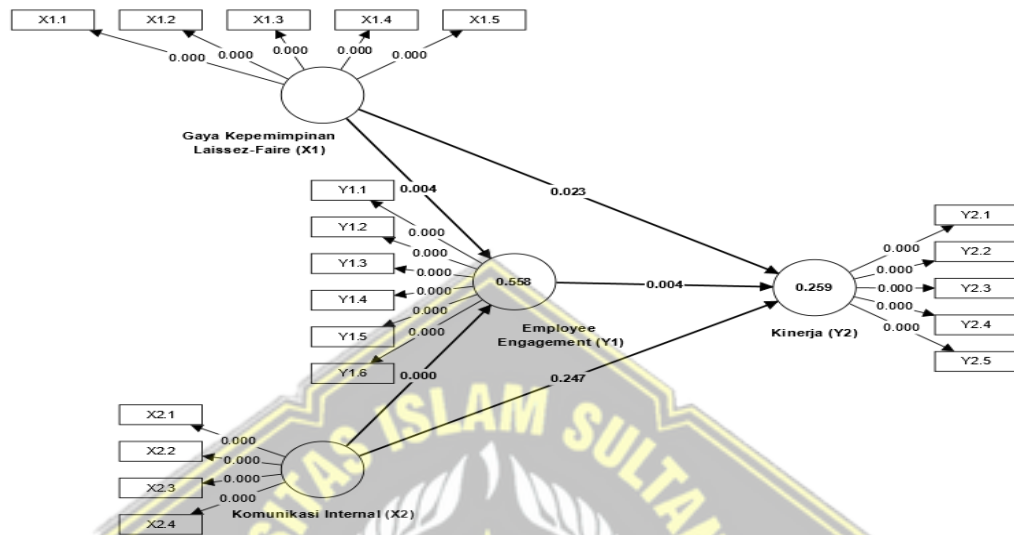 X1.1
X1.2
X1.3
X1.4
X1.5
0.000
0.000
0.000
0.000
0.000
Gaya Kepemimpinan
Laissez-Faire (X1)
0.004
0.023
Y1.1
Y1.2
Y1.3
Y1.4
Y1.5
Y1.6
0.000
0.000
0.000
0.000
0.000
0.000
0.558
Employee
Engagement (Y1)
0.004
0.259
Kinerja (Y2)
0.000
0.000
0.000
0.000
0.000
Y2.1
Y2.2
Y2.3
Y2.4
Y2.5
0.000
0.247
X2.1
X2.2
X2.3
X2.4
0.000
0.000
0.000
0.000
Komunikasi Internal (X2)
SITAS ISLAM SULTAN